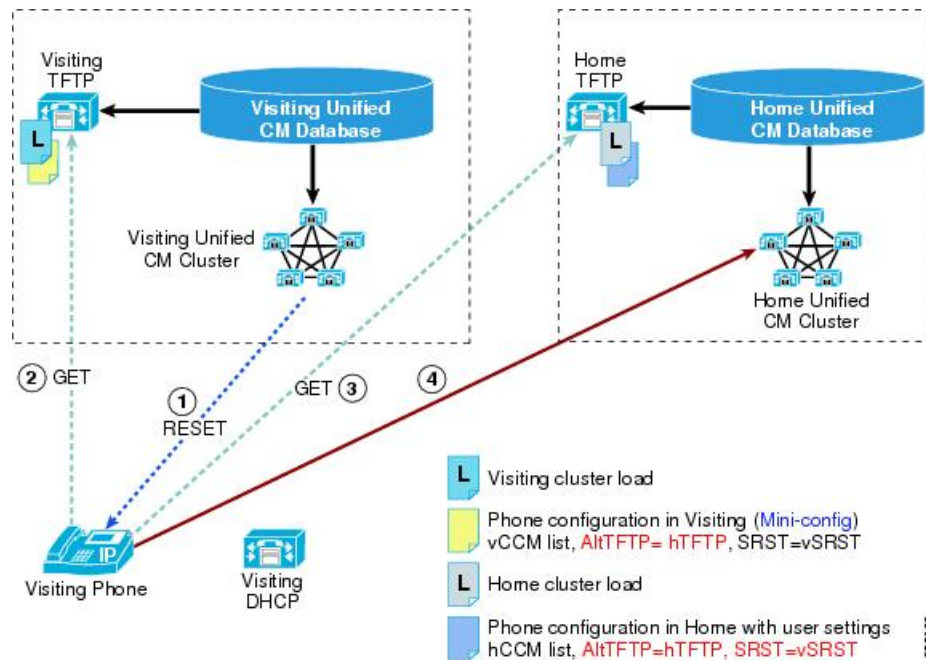 Visiting
TFTP
Visiting Unified
CM Database
L
Visiting Unified
CM Cluster
Home
TFTP
Home Unified
CM Database
L
Home Unified
CM Cluster
2 GET
1
RESET
GET 3
4
IP
Visiting Phone
Visiting
DHCP
L Visiting cluster load
Phone configuration in Visiting (Mini-config)
vCCM list, AltTFTP= hTFTP, SRST=vSRST
L Home cluster load
Phone configuration in Home with user settings
hCCM list, AltTFTP=hTFTP, SRST=vSRST